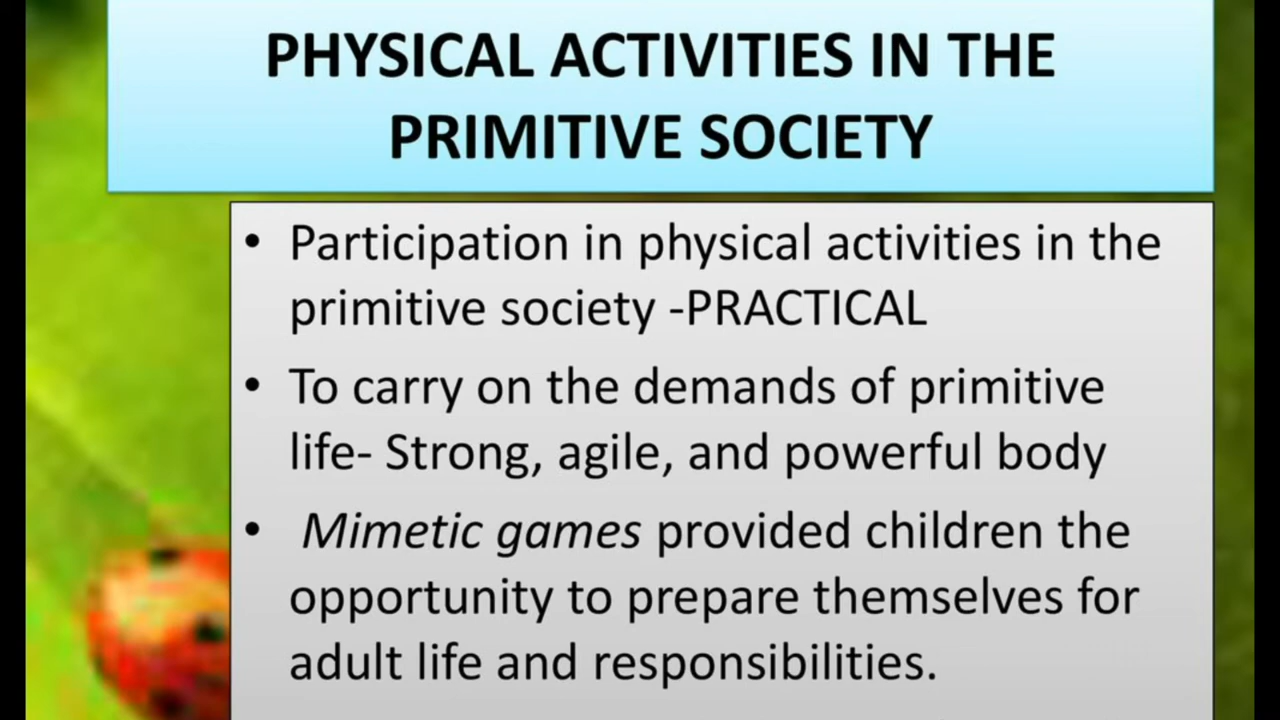 PHYSICAL ACTIVITIES IN THE
PRIMITIVE SOCIETY
• Participation in physical activities in the
primitive society -PRACTICAL
• To carry on the demands of primitive
life- Strong, agile, and powerful body
• Mimetic games provided children the
opportunity to prepare themselves for
adult life and responsibilities.